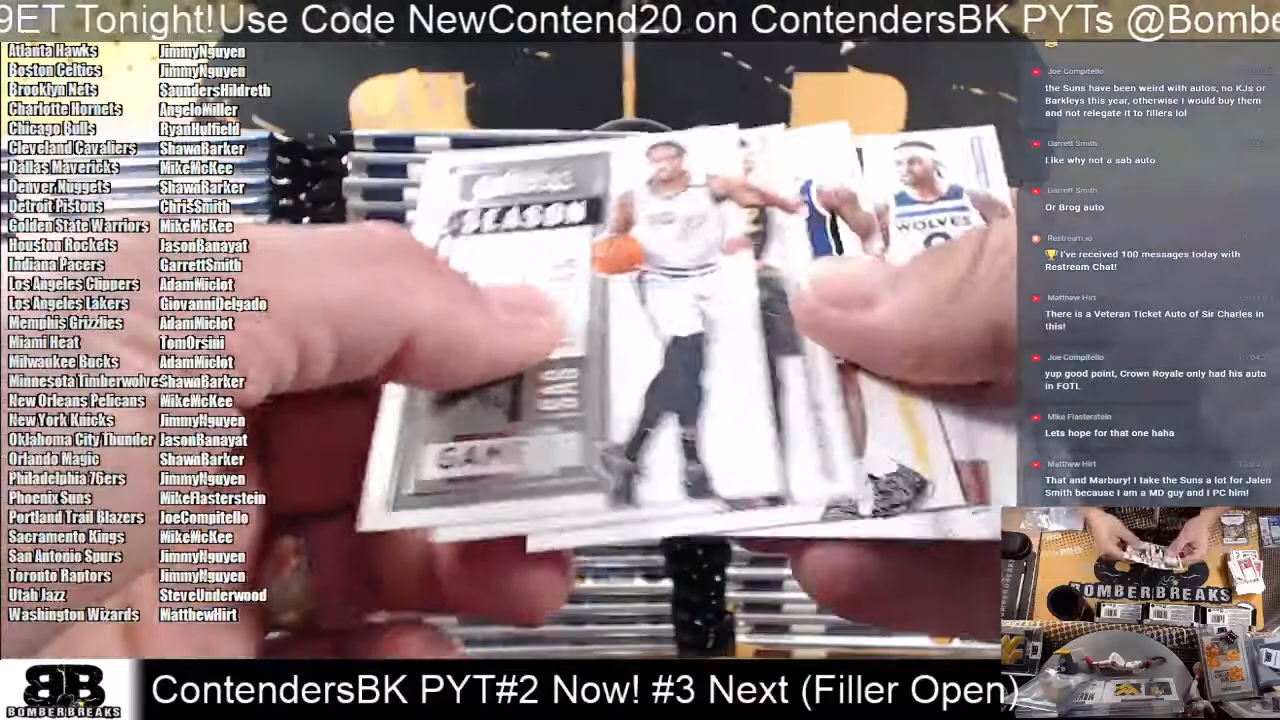 9ET Tonight!Use Code NewContend20 on ContendersBK PYTs @Bombe
Atlanta Hawks JimmyNguyen
Boston Celtics JimmyNguyen
Brooklyn Nets SaundersHildreth
Charlotte Hornets AngeloMiller
Chicago Bulls RyanHulfield
Cleveland Cavaliers ShawnBarker
Dallas Mavericks MikeMcKee
Denver Nuggets ShawnBarker
Detroit Pistons ChrisSmith
Golden State Warriors MikeMcKee
Houston Rockets JasonBanayat
Indiana Pacers GarrettSmith
Los Angeles Clippers AdamMiclot
Los Angeles Lakers GiovanniDelgado
Memphis Grizzlies AdamMiclot
Miami Heat TomOrsini
Milwaukee Bucks AdamMiclot
Minnesota TimberwolvesShawnBarker
New Orleans Pelicans MikeMcKee
New York Knicks JimmyNguyen
Oklahoma City Thunder JasonBanayat
Orlando Magic ShawnBarker
Philadelphia 76ers JimmyNguyen
Phoenix Suns MikeFlasterstein
Portland Trail Blazers JoeCompitello
Sacramento Kings MikeMcKee
San Antonio Spurs JimmyNguyen
Toronto Raptors JimmyNguyen
Utah Jazz SteveUnderwood
Washington Wizards MatthewHirt
SEASON
WOLVES
Joe Compitello
the Suns have been weird with autos, no KJs or
Barkleys this year, otherwise I would buy them
and not relegate it to fillers lol
Garrett Smith
Like why not a sab auto
Garrett Smith
Or Brog auto
Restream.io
🏆 I've received 100 messages today with
Restream Chat!
Matthew Hirt
There is a Veteran Ticket Auto of Sir Charles in
this!
Joe Compitello
yup good point, Crown Royale only had his auto
in FOTL
Mike Flasterstein
Lets hope for that one haha
Matthew Hirt
That and Marbury! I take the Suns a lot for Jalen
Smith because I am a MD guy and I PC him!
BOMBERBREAKS
BB
BOMBERBREAKS
ContendersBK PYT#2 Now! #3 Next (Filler Open)